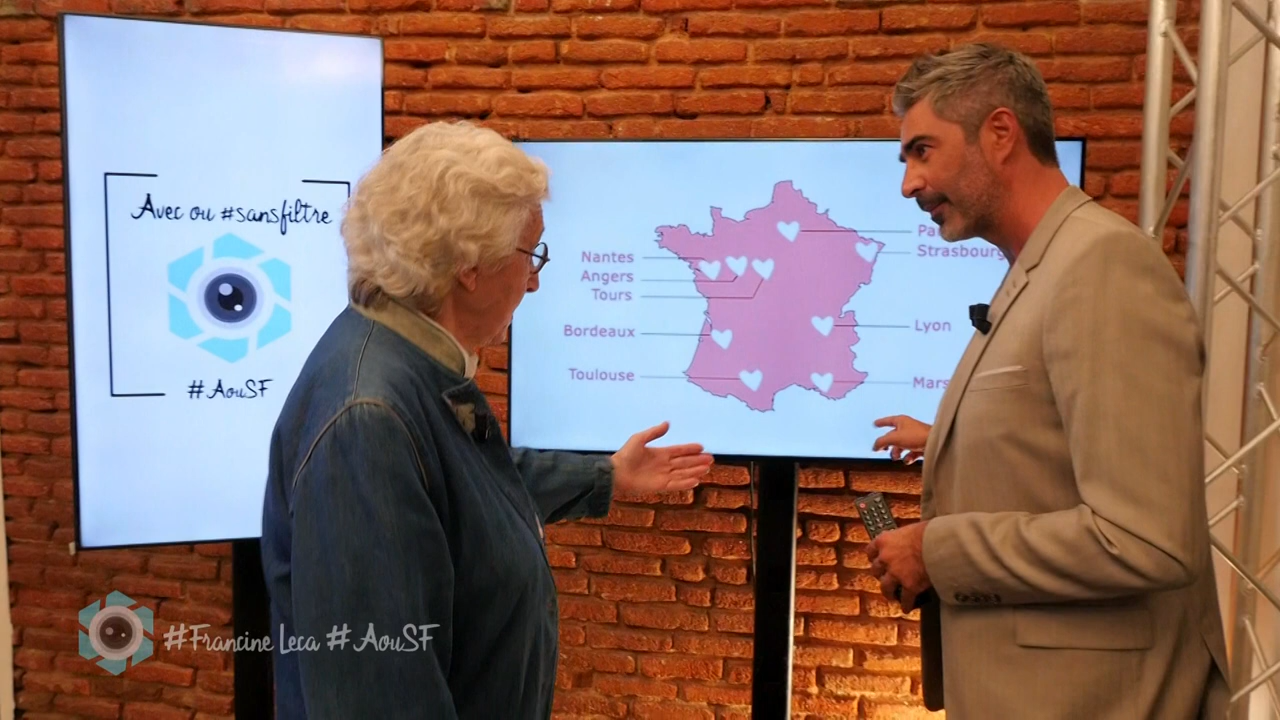 Avec ou #sansfiltre
#AouSF
Nantes
Angers
Tours
Bordeaux
Toulouse
Strasbourg
Lyon
#Francine Leca #AouSF